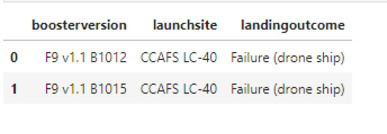 boosterversion launchsite landingoutcome
0 F9 v1.1 B1012 CCAFS LC-40 Failure (drone ship)
1 F9 v1.1 B1015 CCAFS LC-40 Failure (drone ship)